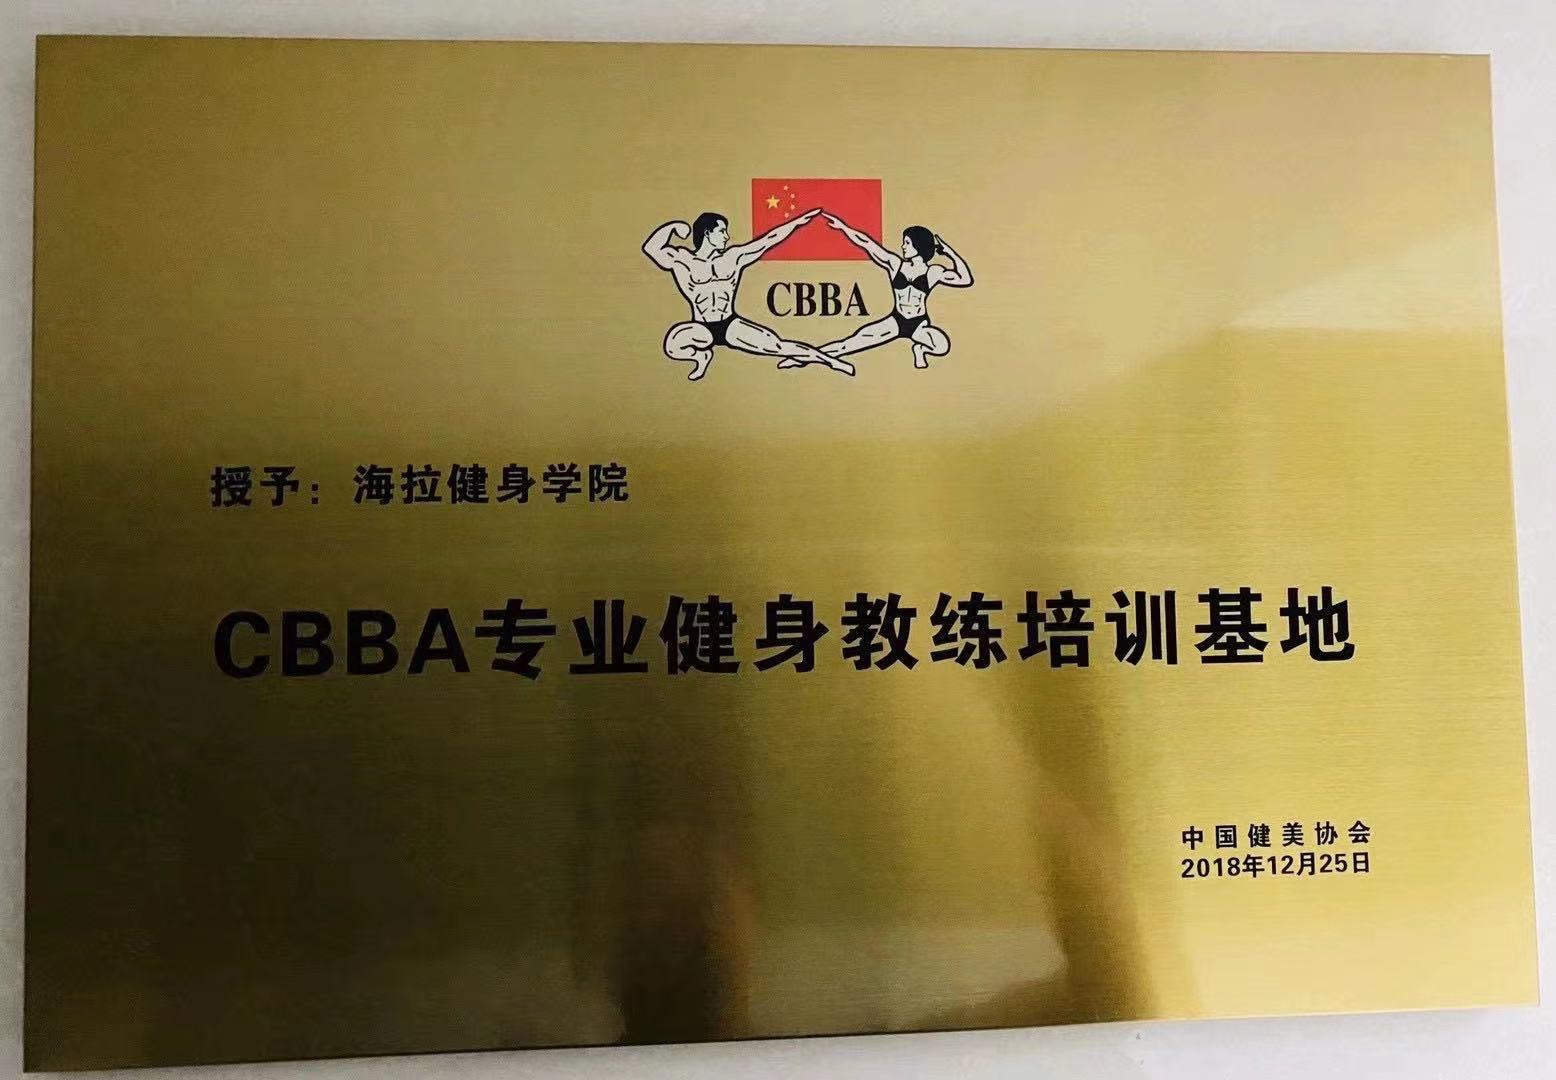 CBBA
授予：海拉健身学院
CBBA专业健身教练培训基地
中国健美协会
2018年12月25日